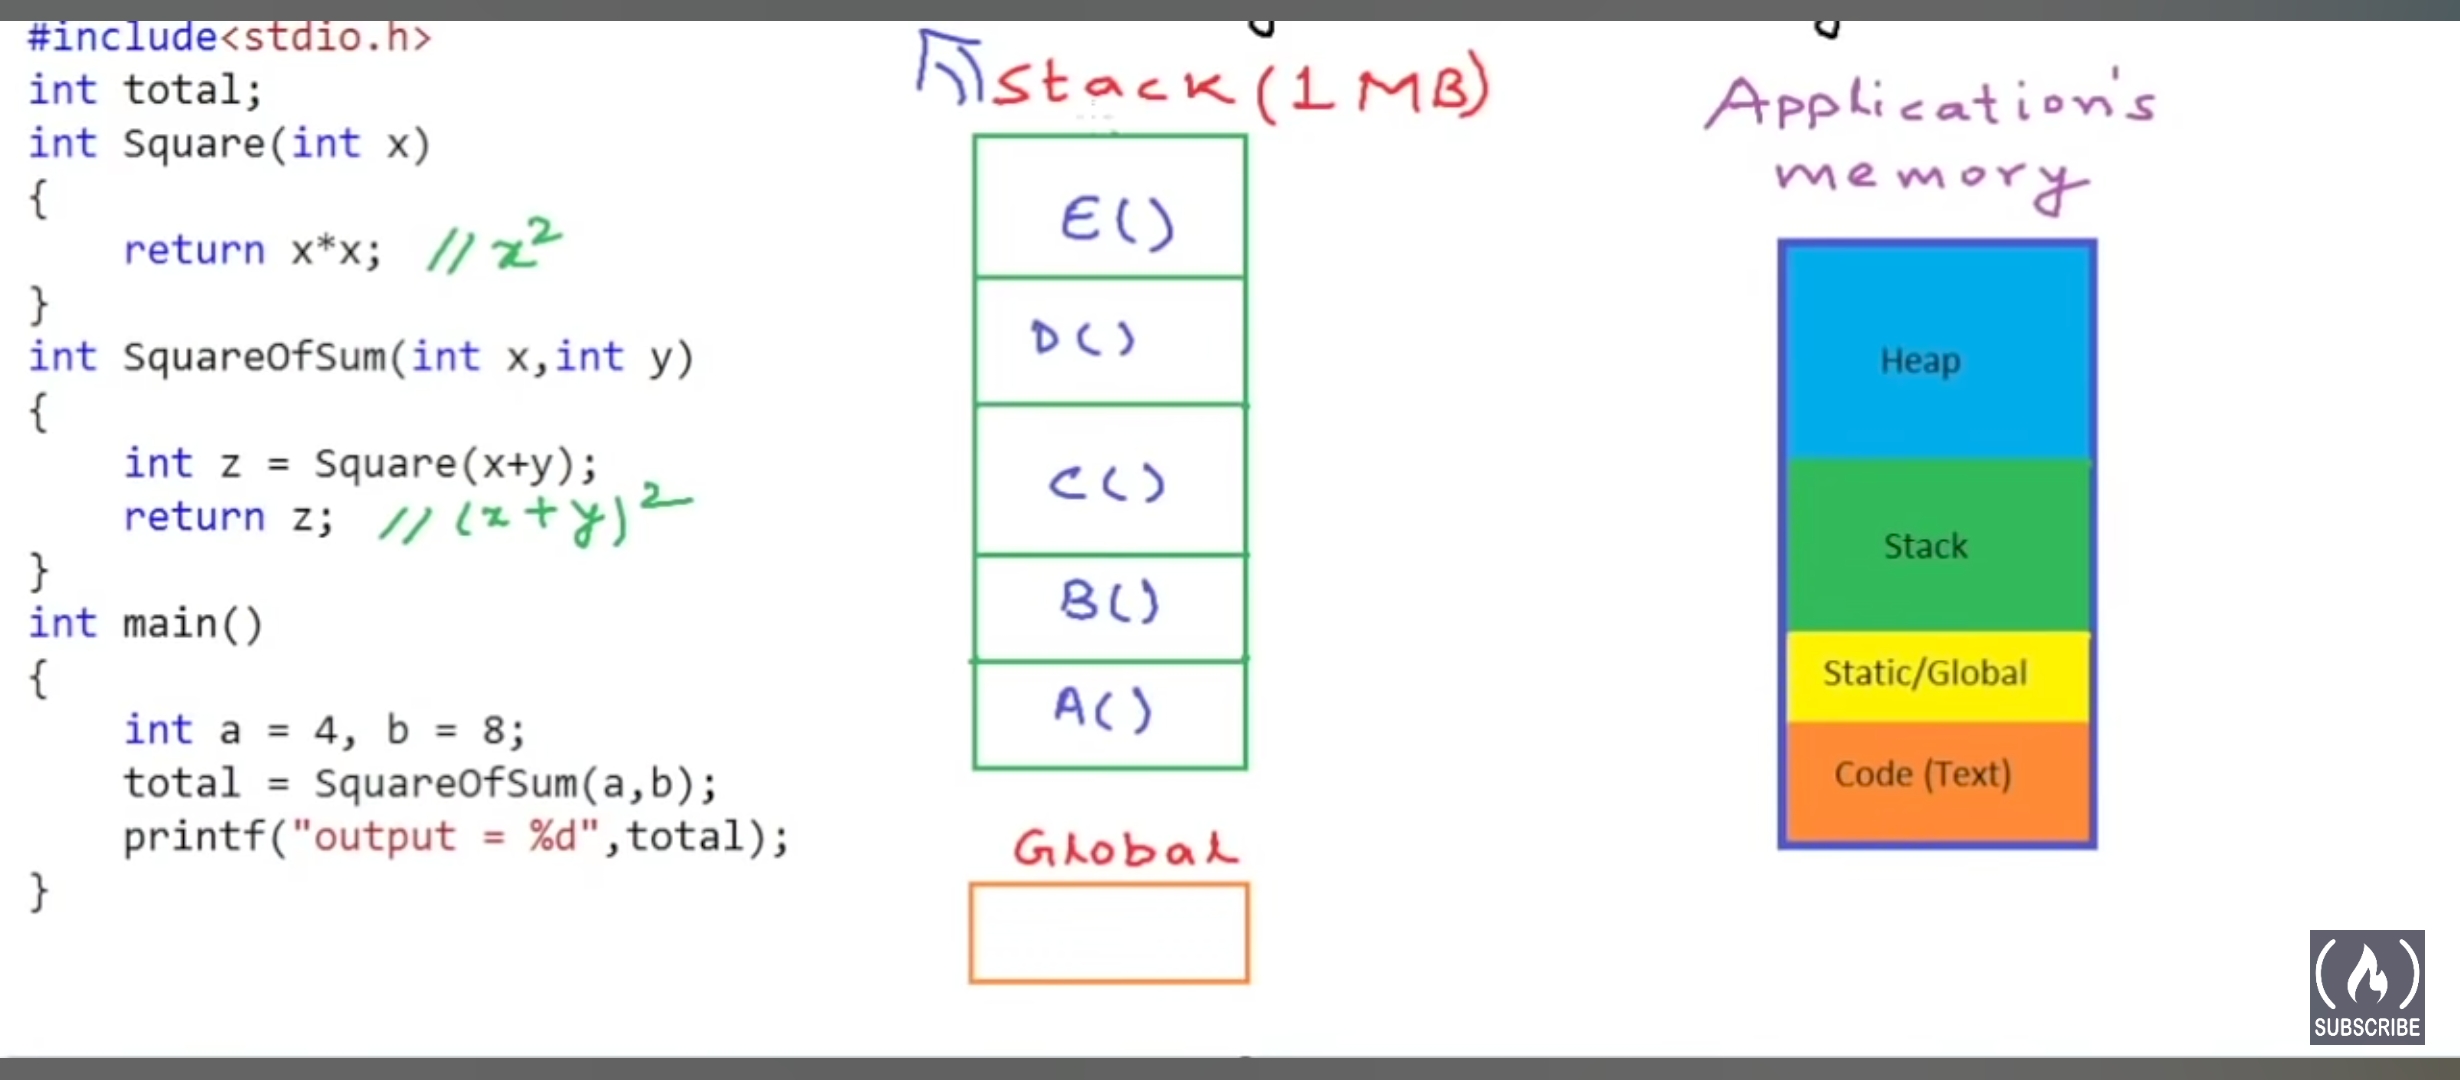 #include<stdio.h>
int total;
int Square(int x)
{
return x*x; // x²
}
int SquareOfSum(int x,int y)
{
int z = Square(x+y);
return z; // (x+y)²
}
int main()
{
int a = 4, b = 8;
total = SquareOfSum(a,b);
printf("output = %d",total);
}
Stack (1 MB)
E()
D()
C()
B()
A()
Global
Application's
memory
Heap
Stack
Static/Global
Code (Text)
SUBSCRIBE